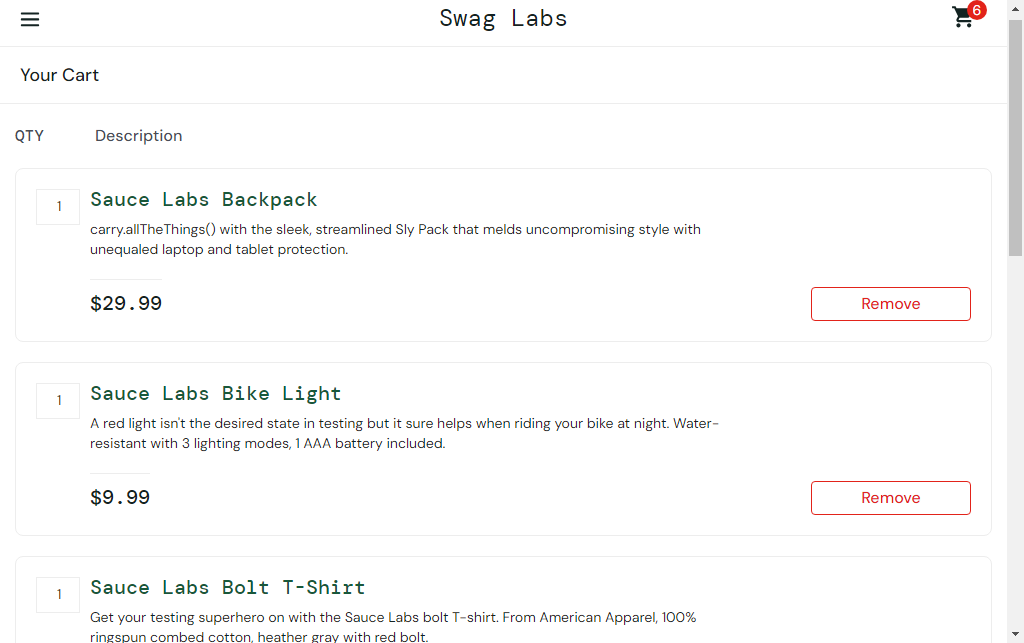 Swag Labs
6
Your Cart
QTY Description
1
Sauce Labs Backpack
carry.allTheThings() with the sleek, streamlined Sly Pack that melds uncompromising style with
unequaled laptop and tablet protection.
$29.99
Remove
1
Sauce Labs Bike Light
A red light isn't the desired state in testing but it sure helps when riding your bike at night. Water-
resistant with 3 lighting modes, 1 AAA battery included.
$9.99
Remove
1
Sauce Labs Bolt T-Shirt
Get your testing superhero on with the Sauce Labs bolt T-shirt. From American Apparel, 100%
ringspun combed cotton, heather gray with red bolt.